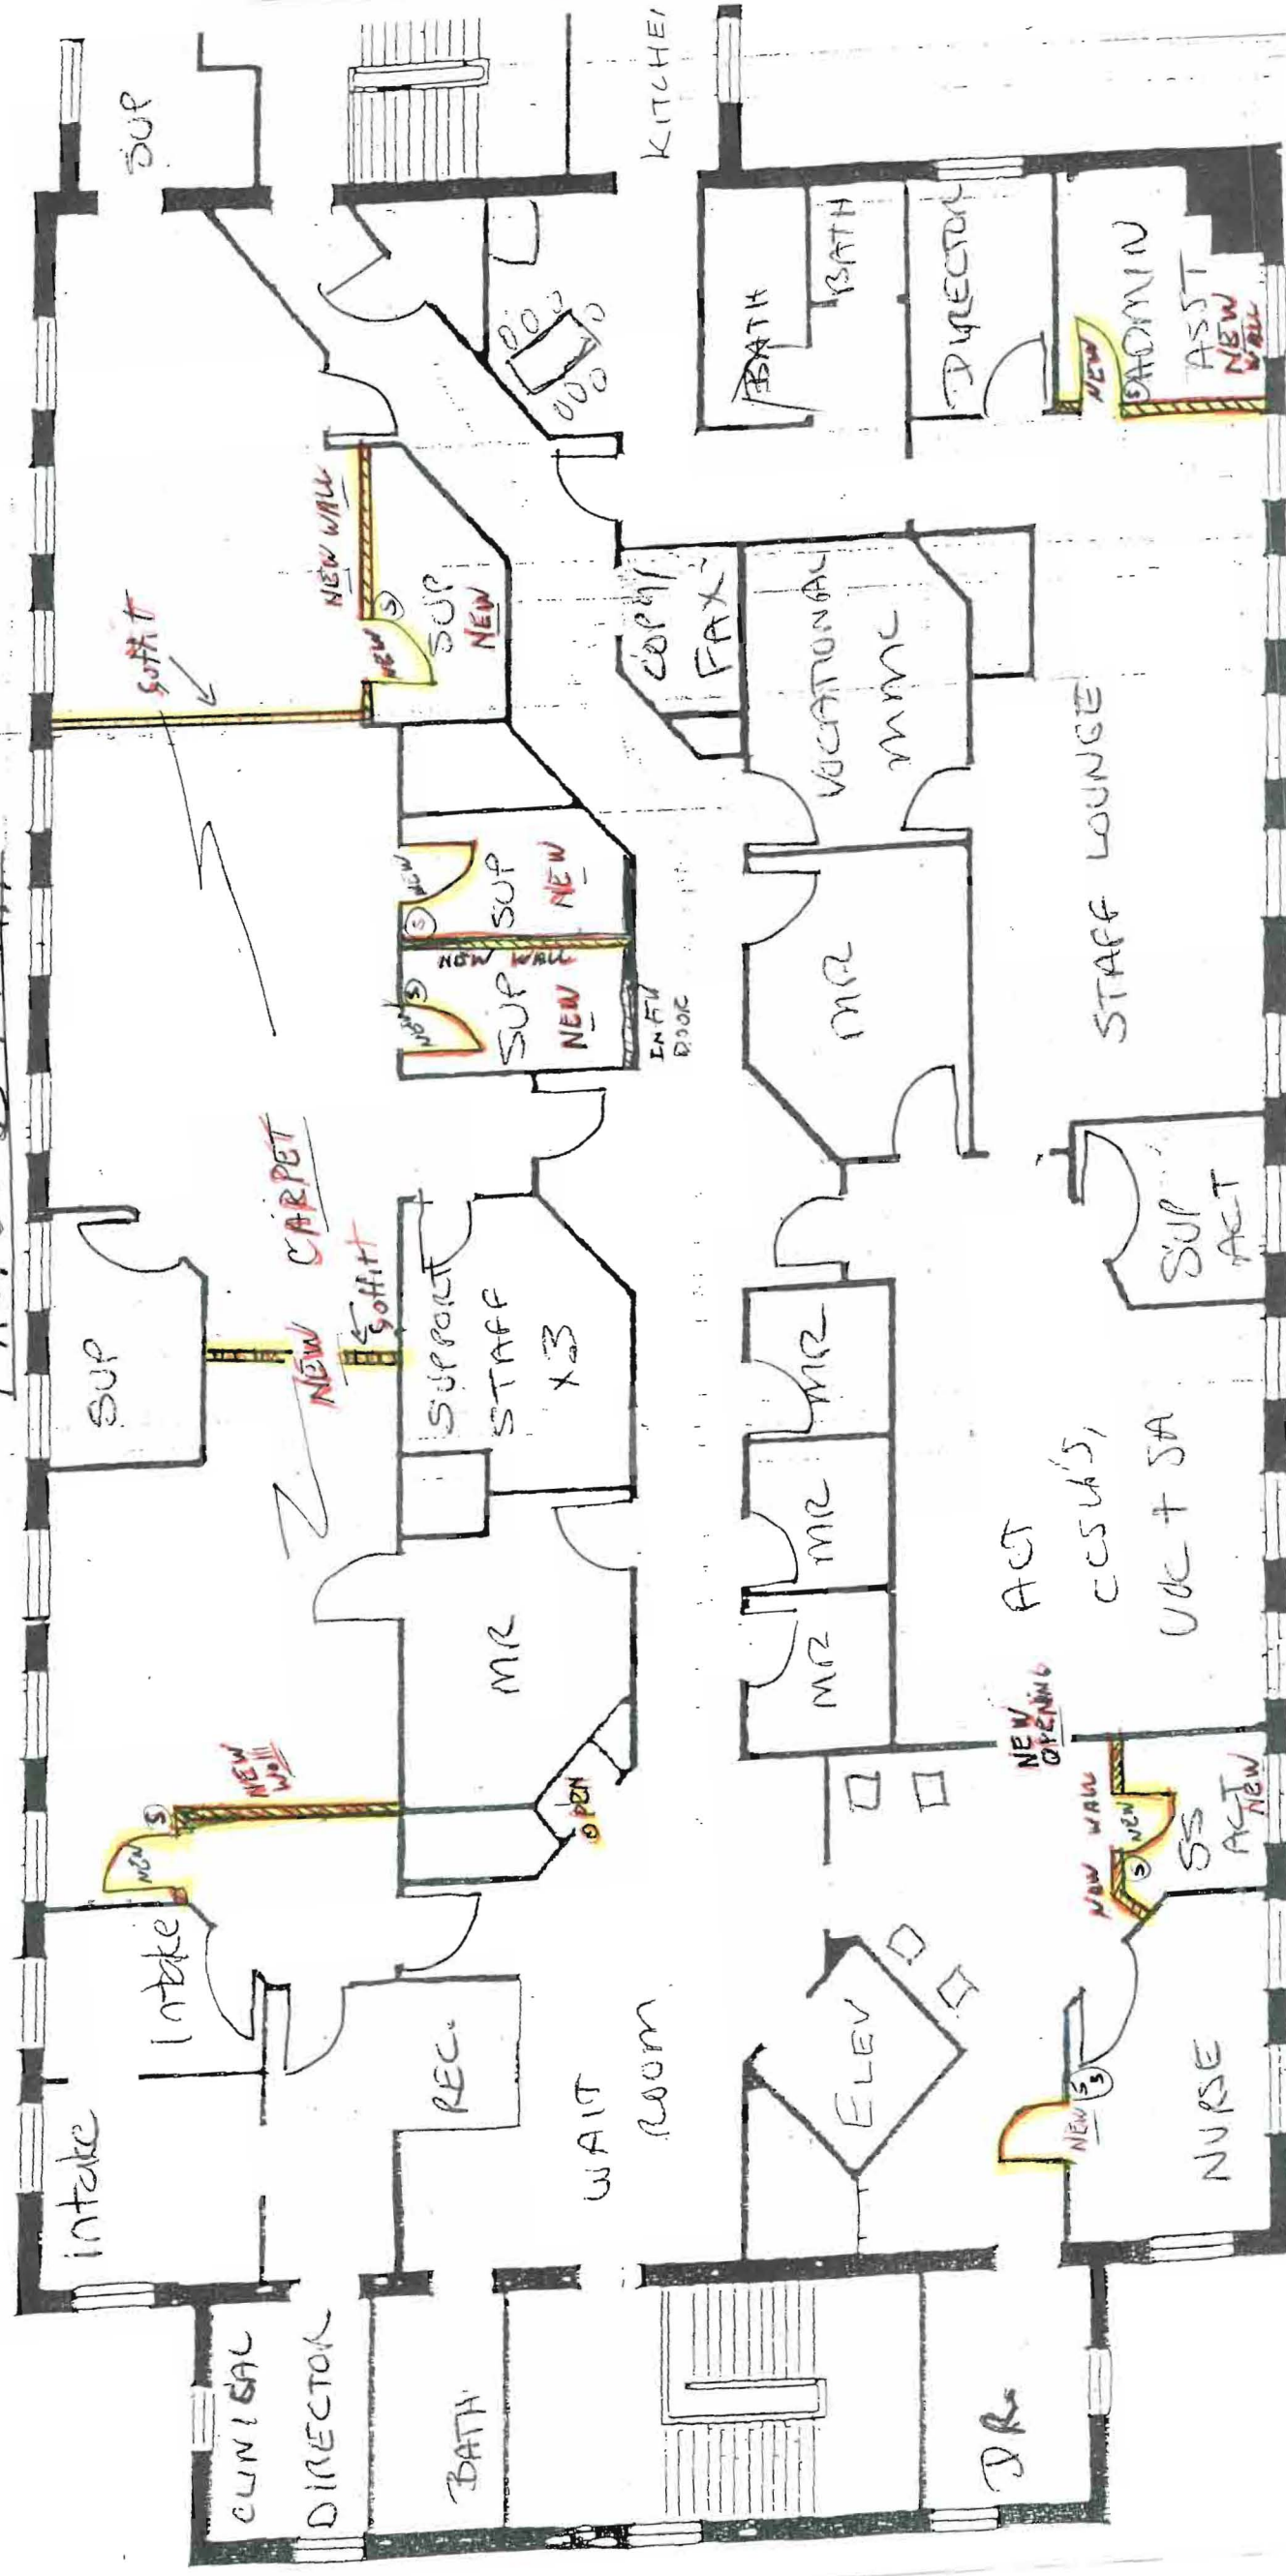 SUP
KITCHEN
BATH
BATH
DIRECTOR
ADMIN
ASST
NEW
WALL
NEW
S
NEW WALL
soffit
NEW
S
SUP
NEW
COPY/
FAX
VOCATIONAL
MMC
STAFF LOUNGE
NEW
S
SUP
NEW
NEW WALL
NEW
S
SUP
NEW
INFILL
DOOR
MR
SUP
ACT
NEW CARPET
soffit
SUP
SUPPORT
STAFF
X3
MR
MR
MR
ACT
CCSW'S,
VOC + SA
MR
NEW
OPENING
NEW
Wall
NEW
S
OPEN
NEW WALL
NEW
S
SS
ACT
NEW
Intake
Intake
REC.
WAIT
ROOM
ELEV
NEW
S
S
NURSE
CLINICAL
DIRECTOR
BATH
DR.